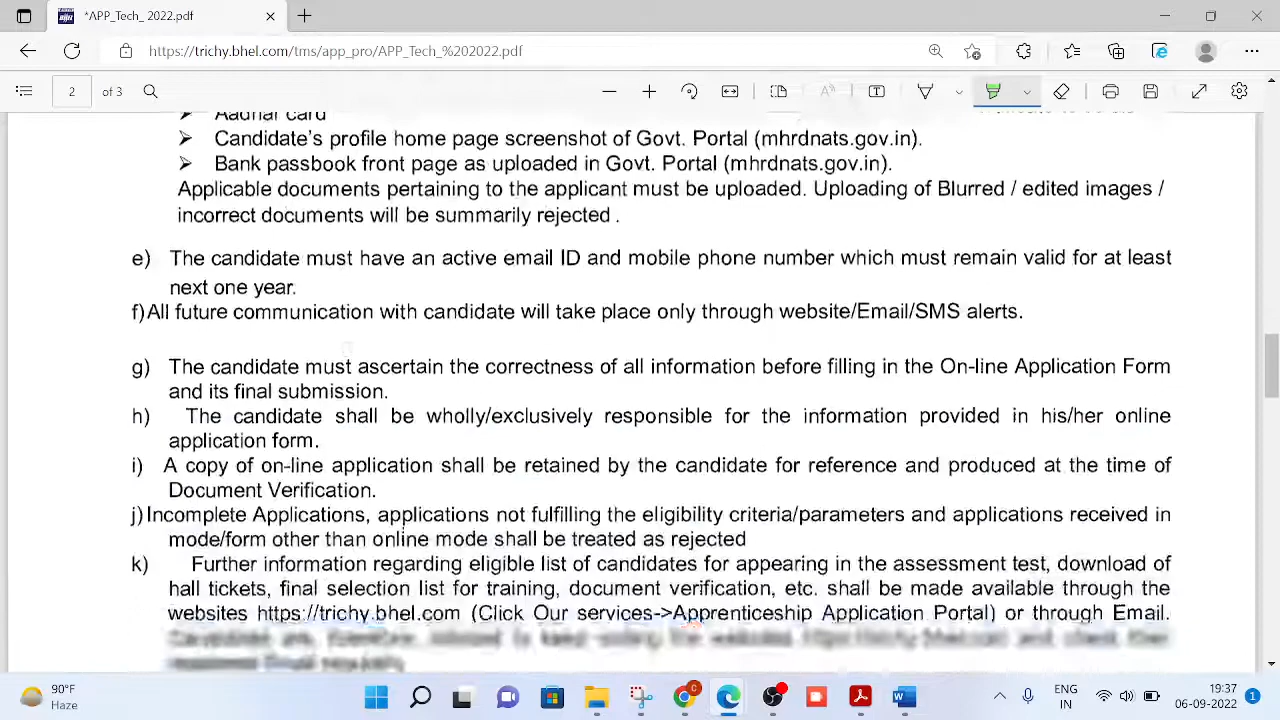 *APP_Tech_ 2022.pdf
https://trichy.bhel.com/tms/app_pro/APP_Tech_%202022.pdf
2 of 3
Aadhar card
Candidate's profile home page screenshot of Govt. Portal (mhrdnats.gov.in).
Bank passbook front page as uploaded in Govt. Portal (mhrdnats.gov.in).
Applicable documents pertaining to the applicant must be uploaded. Uploading of Blurred / edited images /
incorrect documents will be summarily rejected .
e) The candidate must have an active email ID and mobile phone number which must remain valid for at least
next one year.
f)All future communication with candidate will take place only through website/Email/SMS alerts.
g) The candidate must ascertain the correctness of all information before filling in the On-line Application Form
and its final submission.
h) The candidate shall be wholly/exclusively responsible for the information provided in his/her online
application form.
i) A copy of on-line application shall be retained by the candidate for reference and produced at the time of
Document Verification.
j)Incomplete Applications, applications not fulfilling the eligibility criteria/parameters and applications received in
mode/form other than online mode shall be treated as rejected
k) Further information regarding eligible list of candidates for appearing in the assessment test, download of
hall tickets, final selection list for training, document verification, etc. shall be made available through the
websites https://trichy.bhel.com (Click Our services->Apprenticeship Application Portal) or through Email.
90°F
Haze
ENG
IN
19:37
06-09-2022
1